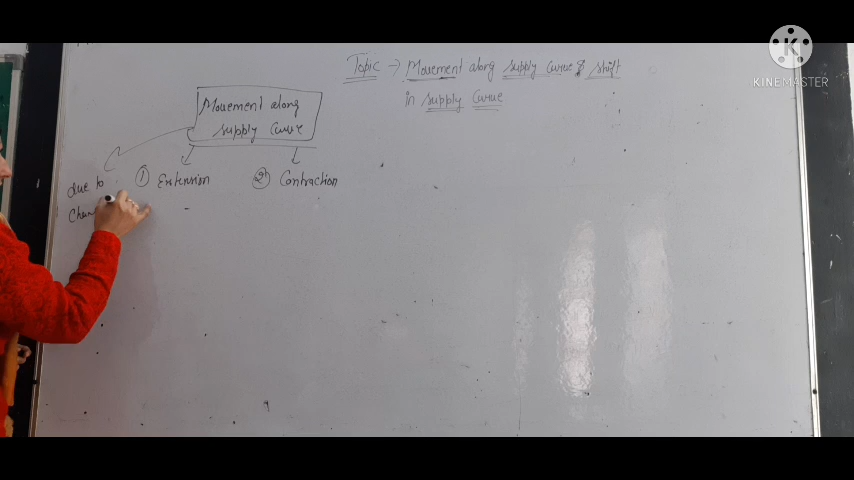 Topic → Movement along supply curve & shift
in supply curve
Movement along
supply curve
due to
① Extension
② Contraction
K
KINEMASTER